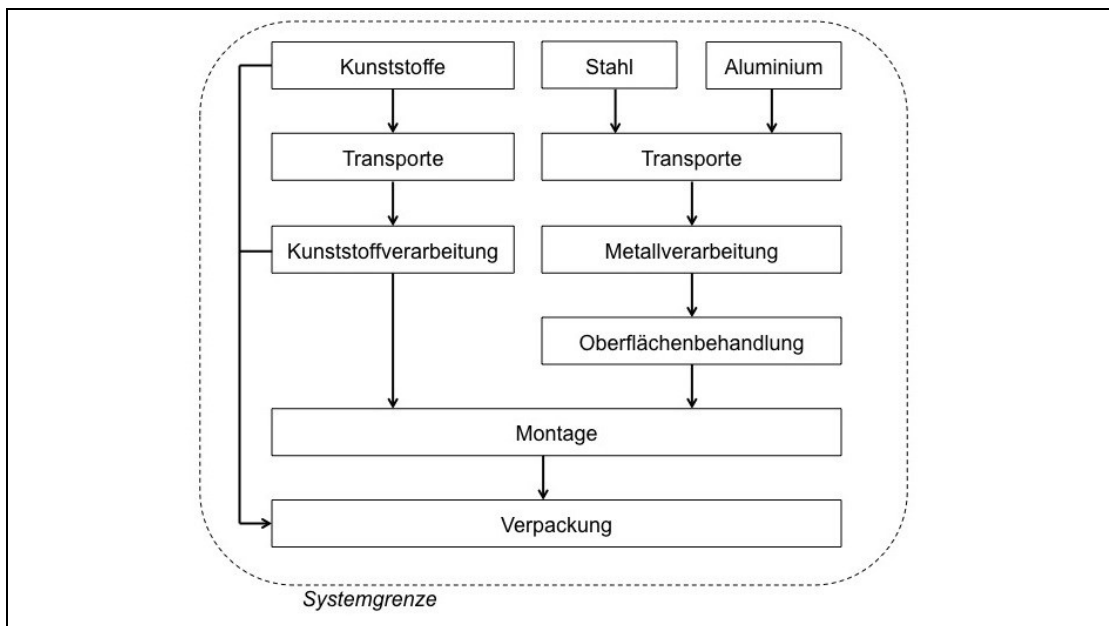 Kunststoffe
Stahl
Aluminium
Transporte
Transporte
Kunststoffverarbeitung
Metallverarbeitung
Oberflächenbehandlung
Montage
Verpackung
Systemgrenze